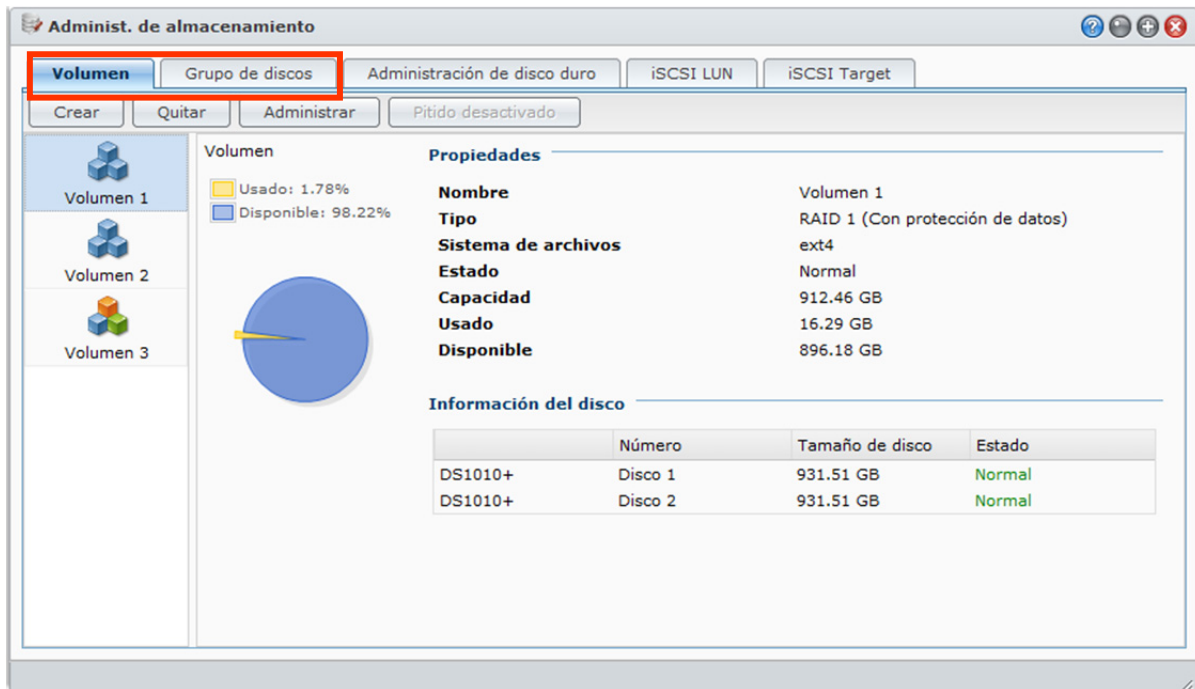 Administ. de almacenamiento
Volumen Grupo de discos Administración de disco duro iSCSI LUN iSCSI Target
Crear Quitar Administrar Pitido desactivado
Volumen 1
Volumen 2
Volumen 3
Volumen
Usado: 1.78%
Disponible: 98.22%
Propiedades
Nombre Volumen 1
Tipo RAID 1 (Con protección de datos)
Sistema de archivos ext4
Estado Normal
Capacidad 912.46 GB
Usado 16.29 GB
Disponible 896.18 GB
Información del disco
Número Tamaño de disco Estado
DS1010+ Disco 1 931.51 GB Normal
DS1010+ Disco 2 931.51 GB Normal